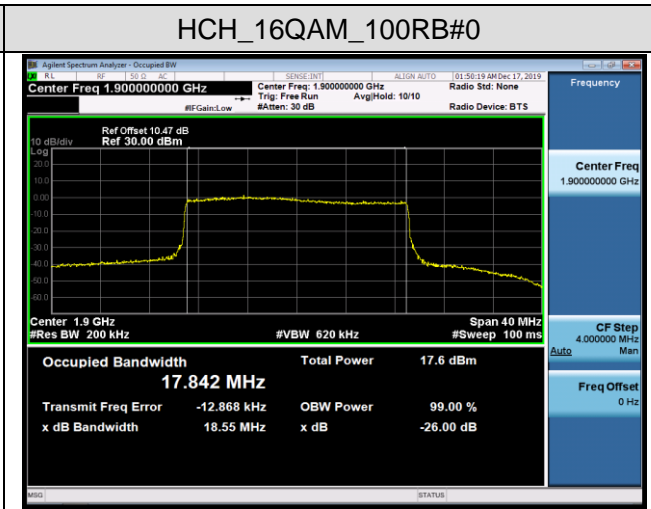 HCH_16QAM_100RB#0
Agilent Spectrum Analyzer - Occupied BW
RL RF 50 Ω AC SENSE:INT ALIGN AUTO 01:50:19 AM Dec 17, 2019
Center Freq 1.900000000 GHz
Center Freq: 1.900000000 GHz Radio Std: None
Trig: Free Run Avg|Hold: 10/10
#IFGain:Low #Atten: 30 dB Radio Device: BTS
Ref Offset 10.47 dB
10 dB/div Ref 30.00 dBm
Log
20.0
10.0
0.00
-10.0
-20.0
-30.0
-40.0
-50.0
-60.0
Center 1.9 GHz Span 40 MHz
#Res BW 200 kHz #VBW 620 kHz #Sweep 100 ms
Occupied Bandwidth Total Power 17.6 dBm
17.842 MHz
Transmit Freq Error -12.868 kHz OBW Power 99.00 %
x dB Bandwidth 18.55 MHz x dB -26.00 dB
MSG STATUS
Frequency
Center Freq
1.900000000 GHz
CF Step
4.000000 MHz
Auto Man
Freq Offset
0 Hz